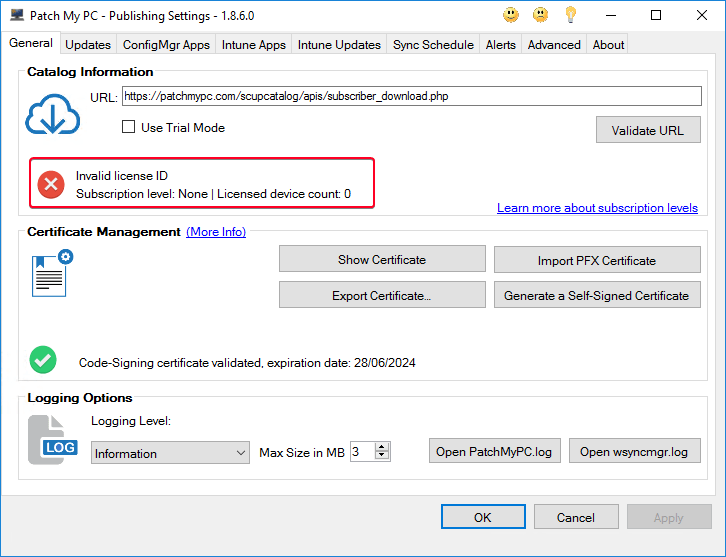 Patch My PC - Publishing Settings - 1.8.6.0
General Updates ConfigMgr Apps Intune Apps Intune Updates Sync Schedule Alerts Advanced About
Catalog Information
URL: https://patchmypc.com/scupcatalog/apis/subscriber_download.php
Use Trial Mode
Validate URL
Invalid license ID
Subscription level: None | Licensed device count: 0
Learn more about subscription levels
Certificate Management (More Info)
Show Certificate Import PFX Certificate
Export Certificate... Generate a Self-Signed Certificate
Code-Signing certificate validated, expiration date: 28/06/2024
Logging Options
Logging Level:
LOG
Information Max Size in MB 3 Open PatchMyPC.log Open wsyncmgr.log
OK Cancel Apply